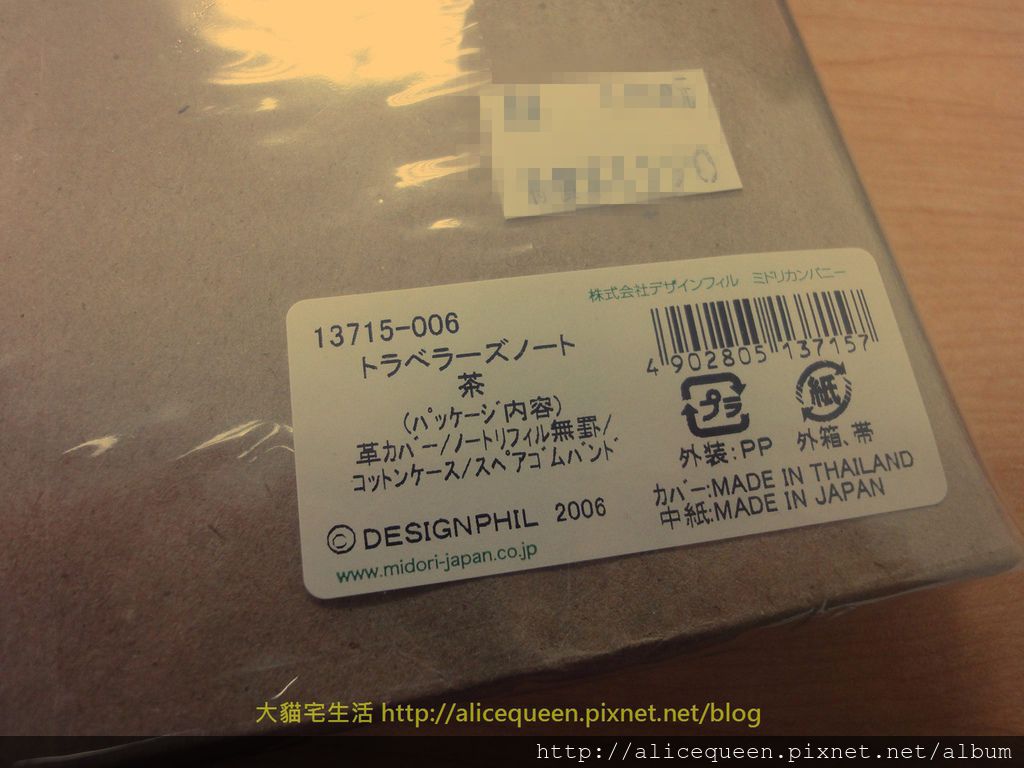 株式会社デザインフィル ミドリカンパニー
13715-006
トラベラーズノート
茶
(パッケージ内容)
革カバー/ノートリフィル無罫/
コットンケース/スペアゴムバンド
© DESIGNPHIL 2006
www.midori-japan.co.jp
4 902805 137157
プラ
紙
外装:PP
外箱、帯
カバー:MADE IN THAILAND
中紙:MADE IN JAPAN
大貓宅生活 http://alicequeen.pixnet.net/blog
http://alicequeen.pixnet.net/album